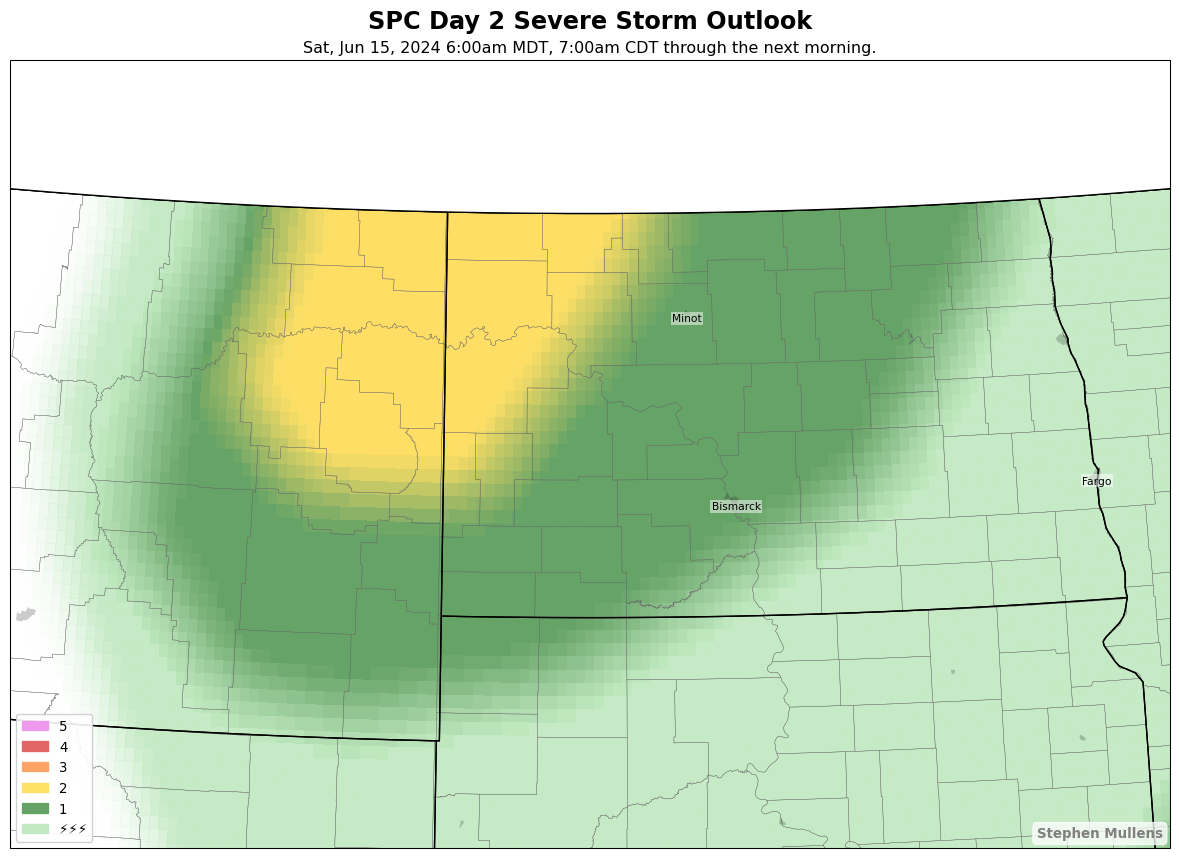 SPC Day 2 Severe Storm Outlook
Sat, Jun 15, 2024 6:00am MDT, 7:00am CDT through the next morning.
Minot
Fargo
Bismarck
5
4
3
2
1
⚡⚡⚡
Stephen Mullens